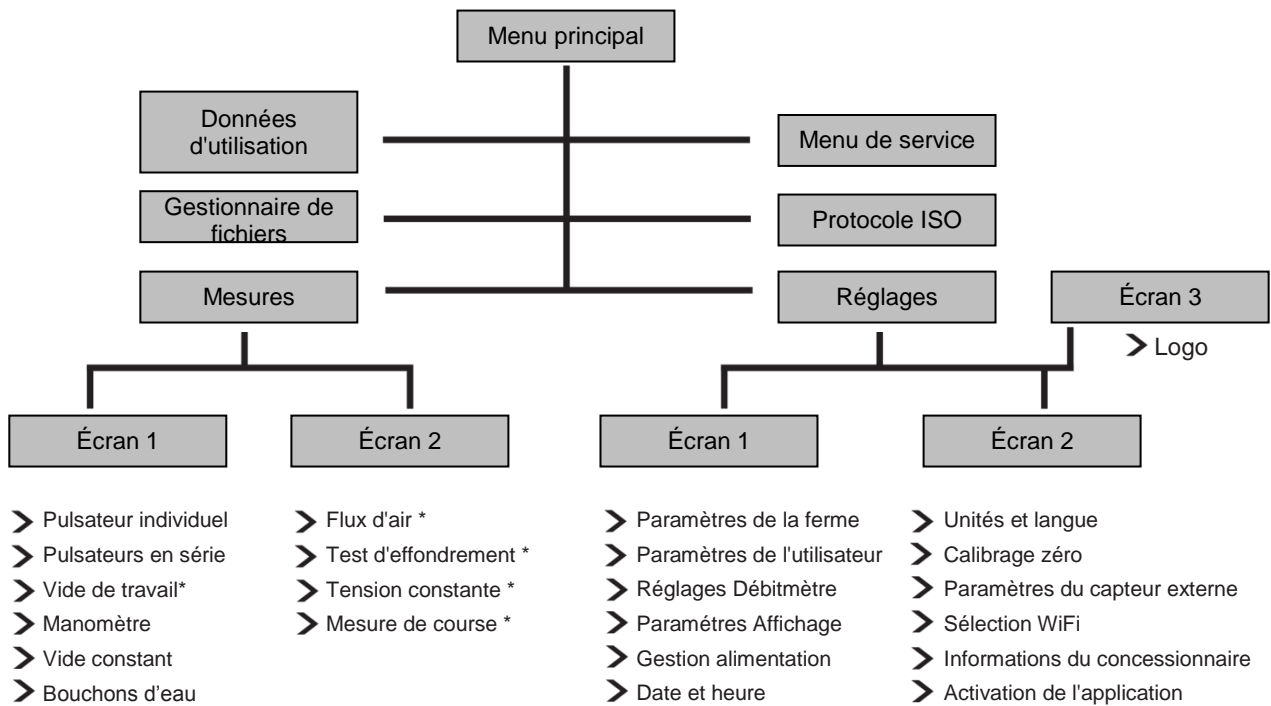 Menu principal
Données
d'utilisation
Menu de service
Gestionnaire de
fichiers
Protocole ISO
Mesures
Réglages
Écran 3
Logo
Écran 1
Écran 2
Écran 1
Écran 2
Pulsateur individuel
Pulsateurs en série
Vide de travail*
Manomètre
Vide constant
Bouchons d’eau
Flux d'air *
Test d'effondrement *
Tension constante *
Mesure de course *
Paramètres de la ferme
Paramètres de l'utilisateur
Réglages Débitmètre
Paramétres Affichage
Gestion alimentation
Date et heure
Unités et langue
Calibrage zéro
Paramètres du capteur externe
Sélection WiFi
Informations du concessionnaire
Activation de l'application